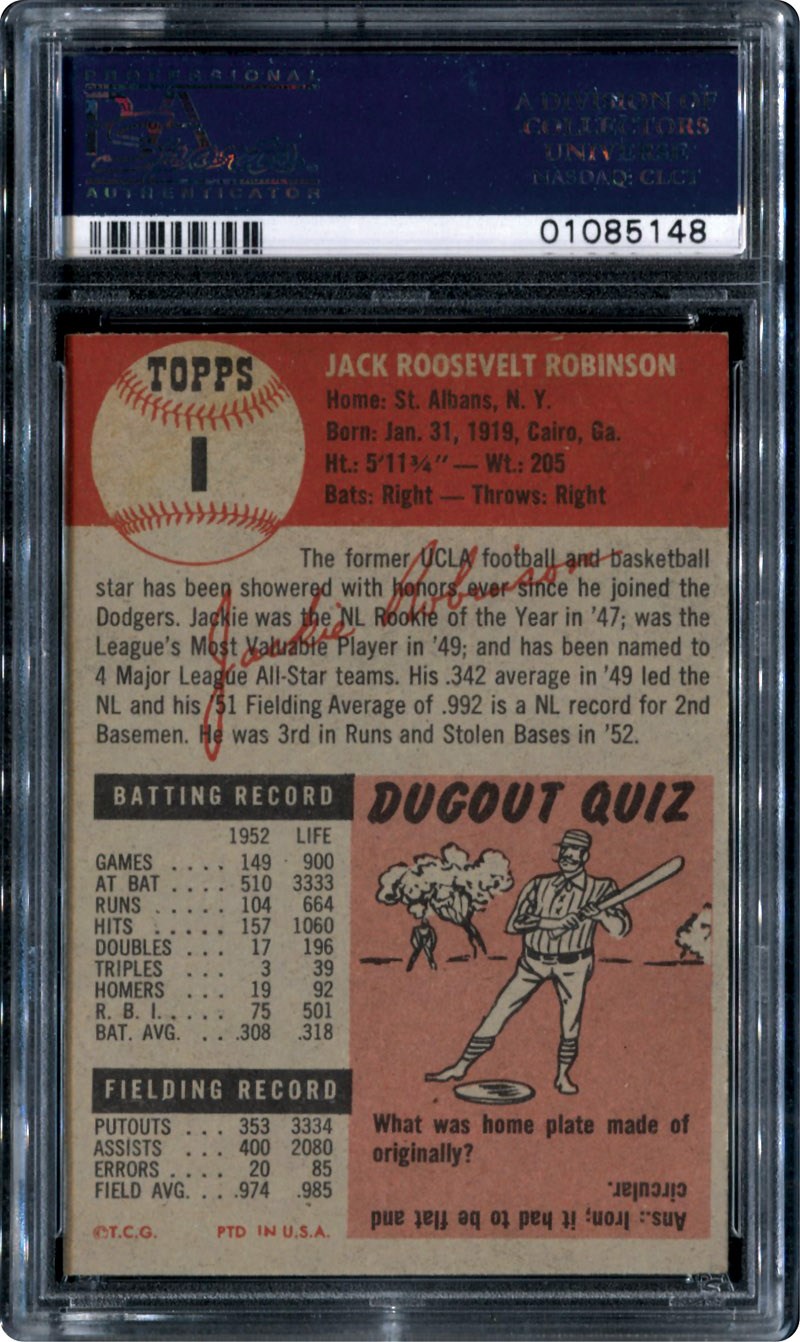 PROFESSIONAL
PSA
AUTHENTICATOR
A DIVISION OF
COLLECTORS
UNIVERSE
NASDAQ: CLCT
01085148
TOPPS
1
JACK ROOSEVELT ROBINSON
Home: St. Albans, N. Y.
Born: Jan. 31, 1919, Cairo, Ga.
Ht.: 5'11¾" — Wt.: 205
Bats: Right — Throws: Right
Jackie Robinson
The former UCLA football and basketball
star has been showered with honors ever since he joined the
Dodgers. Jackie was the NL Rookie of the Year in '47; was the
League's Most Valuable Player in '49; and has been named to
4 Major League All-Star teams. His .342 average in '49 led the
NL and his '51 Fielding Average of .992 is a NL record for 2nd
Basemen. He was 3rd in Runs and Stolen Bases in '52.
BATTING RECORD
1952 LIFE
GAMES .... 149 900
AT BAT .... 510 3333
RUNS ..... 104 664
HITS ..... 157 1060
DOUBLES ... 17 196
TRIPLES ... 3 39
HOMERS ... 19 92
R. B. I. .... 75 501
BAT. AVG. .. .308 .318
FIELDING RECORD
PUTOUTS ... 353 3334
ASSISTS ... 400 2080
ERRORS .... 20 85
FIELD AVG. .. .974 .985
©T.C.G. PTD IN U.S.A.
DUGOUT QUIZ
What was home plate made of
originally?
Ans.: Iron; it had to be flat and
circular.
PSA